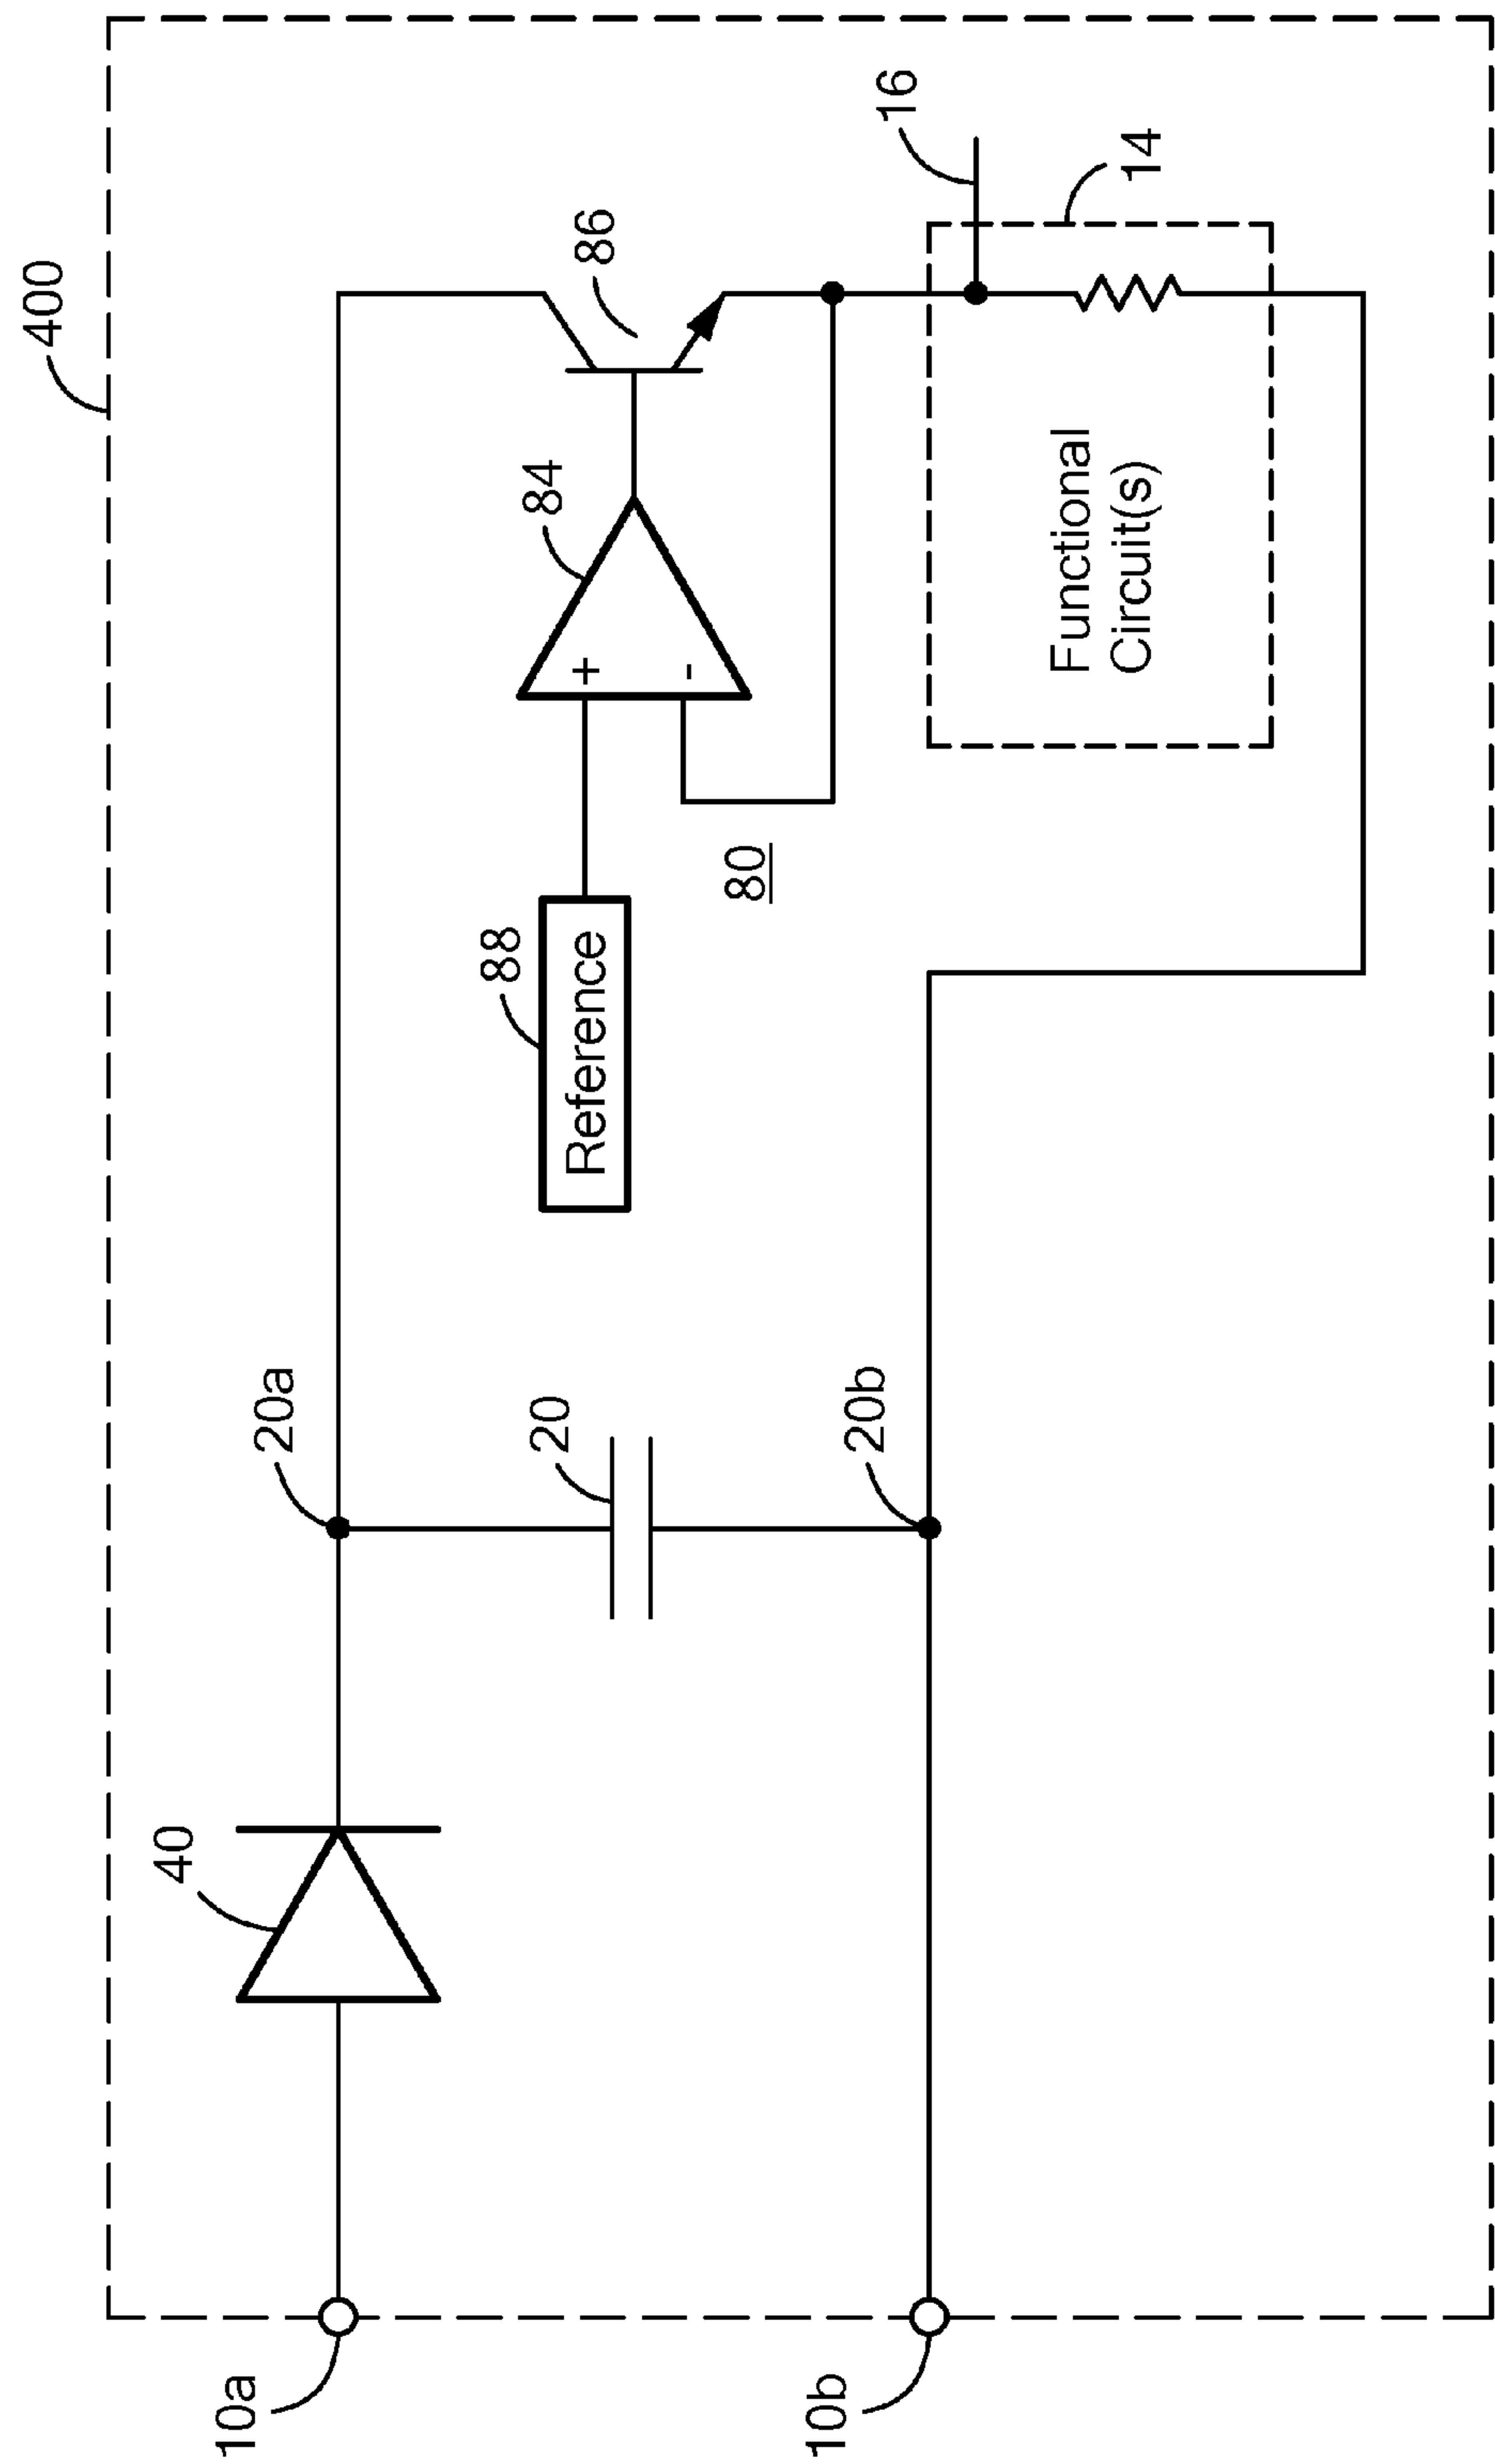 400
40
20a
86
84
88
Reference
+
-
20
80
16
14
20b
Functional
Circuit(s)
10a
10b